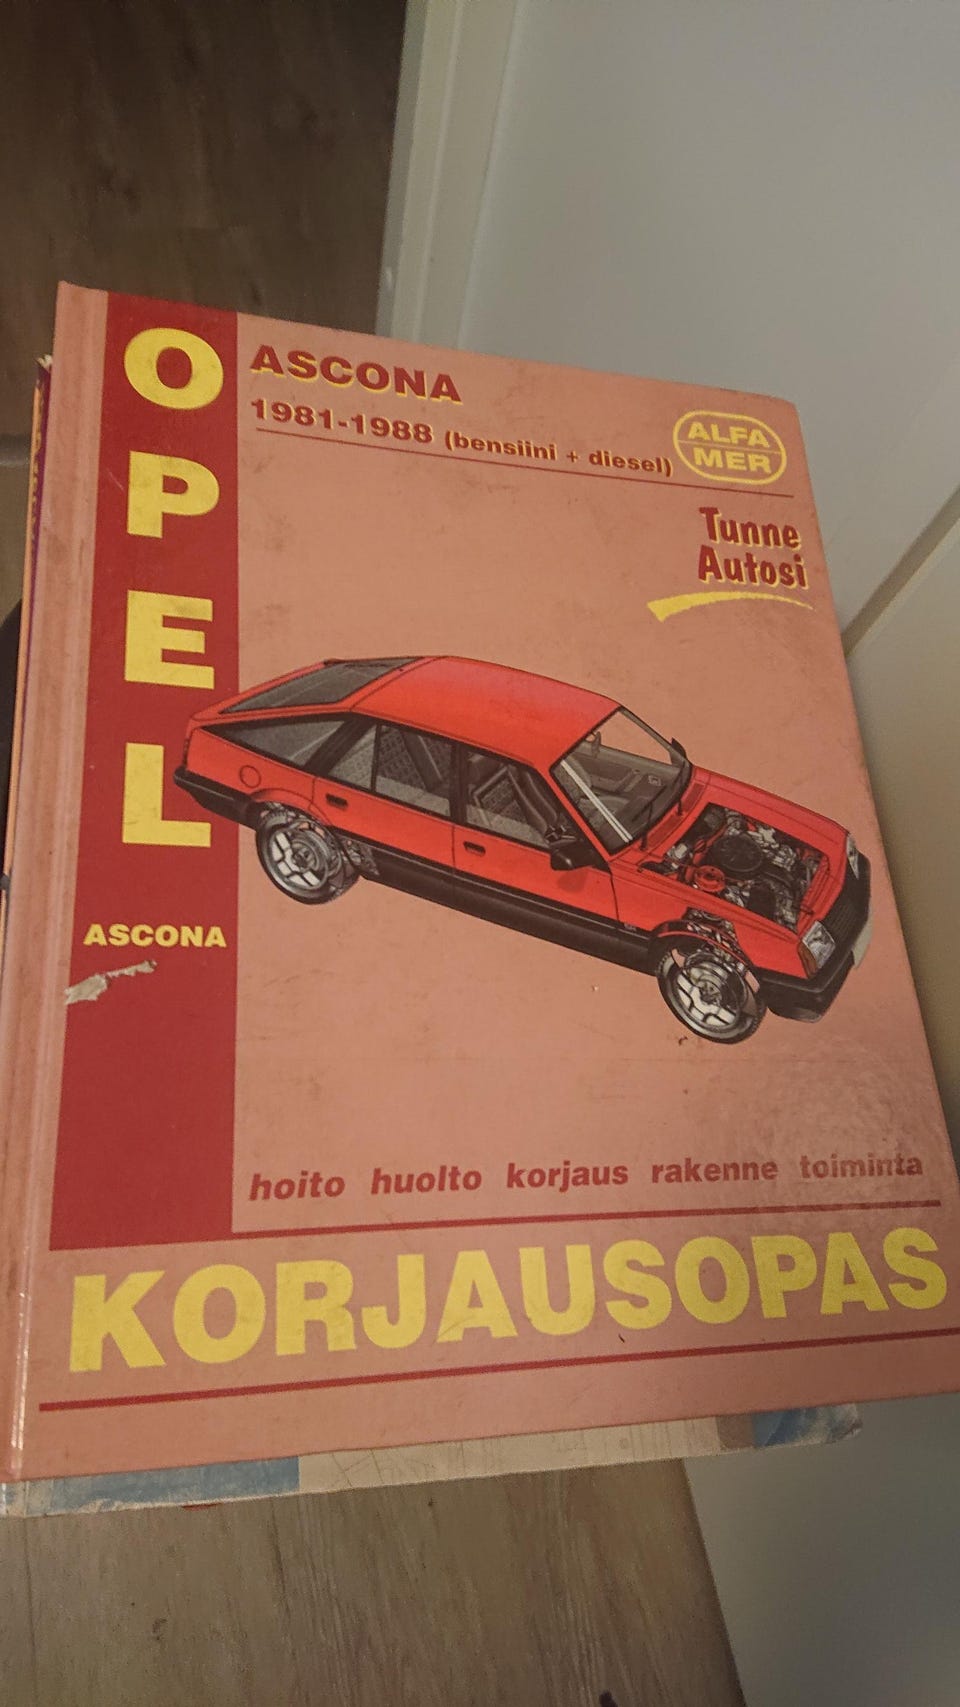 OPEL
ASCONA
ASCONA
1981-1988 (bensiini + diesel)
ALFA
MER
Tunne
Autosi
hoito huolto korjaus rakenne toiminta
KORJAUSOPAS